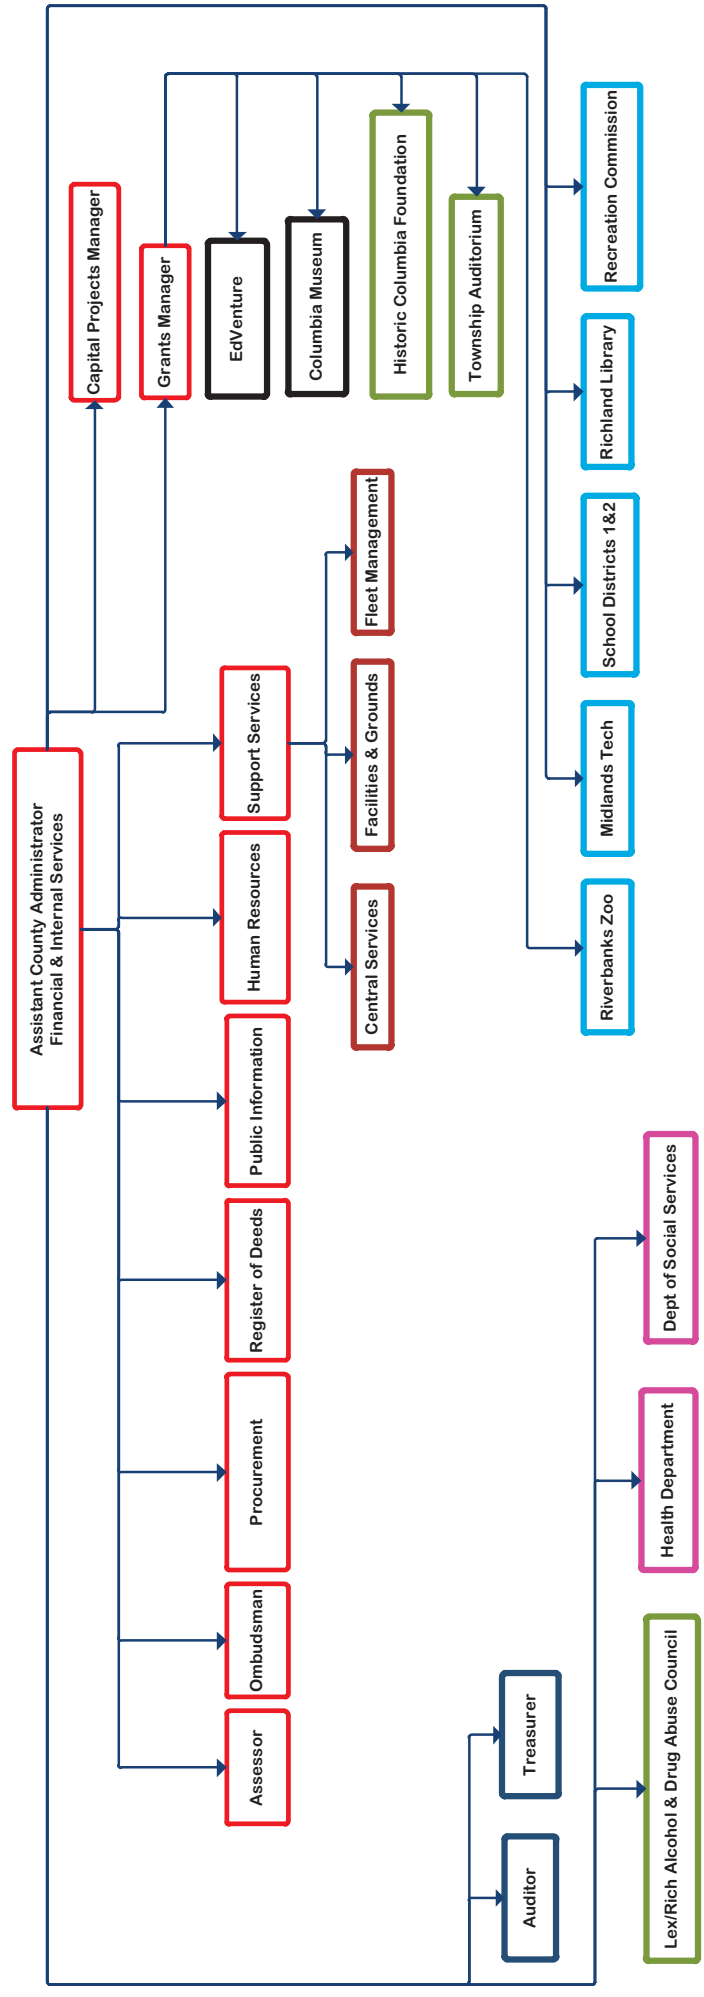 Assistant County Administrator
Financial & Internal Services
Capital Projects Manager
Grants Manager
EdVenture
Columbia Museum
Historic Columbia Foundation
Township Auditorium
Assessor
Ombudsman
Procurement
Register of Deeds
Public Information
Human Resources
Support Services
Central Services
Facilities & Grounds
Fleet Management
Auditor
Treasurer
Riverbanks Zoo
Midlands Tech
School Districts 1&2
Richland Library
Recreation Commission
Lex/Rich Alcohol & Drug Abuse Council
Health Department
Dept of Social Services